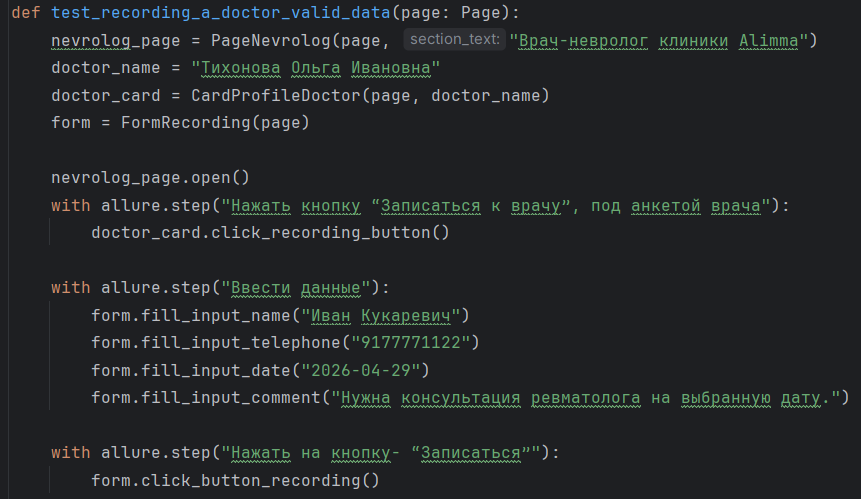 def test_recording_a_doctor_valid_data(page: Page):
    nevrolog_page = PageNevrolog(page, section_text: "Врач-невролог клиники Alimma")
    doctor_name = "Тихонова Ольга Ивановна"
    doctor_card = CardProfileDoctor(page, doctor_name)
    form = FormRecording(page)

    nevrolog_page.open()
    with allure.step("Нажать кнопку “Записаться к врачу”, под анкетой врача"):
        doctor_card.click_recording_button()

    with allure.step("Ввести данные"):
        form.fill_input_name("Иван Кукаревич")
        form.fill_input_telephone("9177771122")
        form.fill_input_date("2026-04-29")
        form.fill_input_comment("Нужна консультация ревматолога на выбранную дату.")

    with allure.step("Нажать на кнопку- “Записаться”"):
        form.click_button_recording()